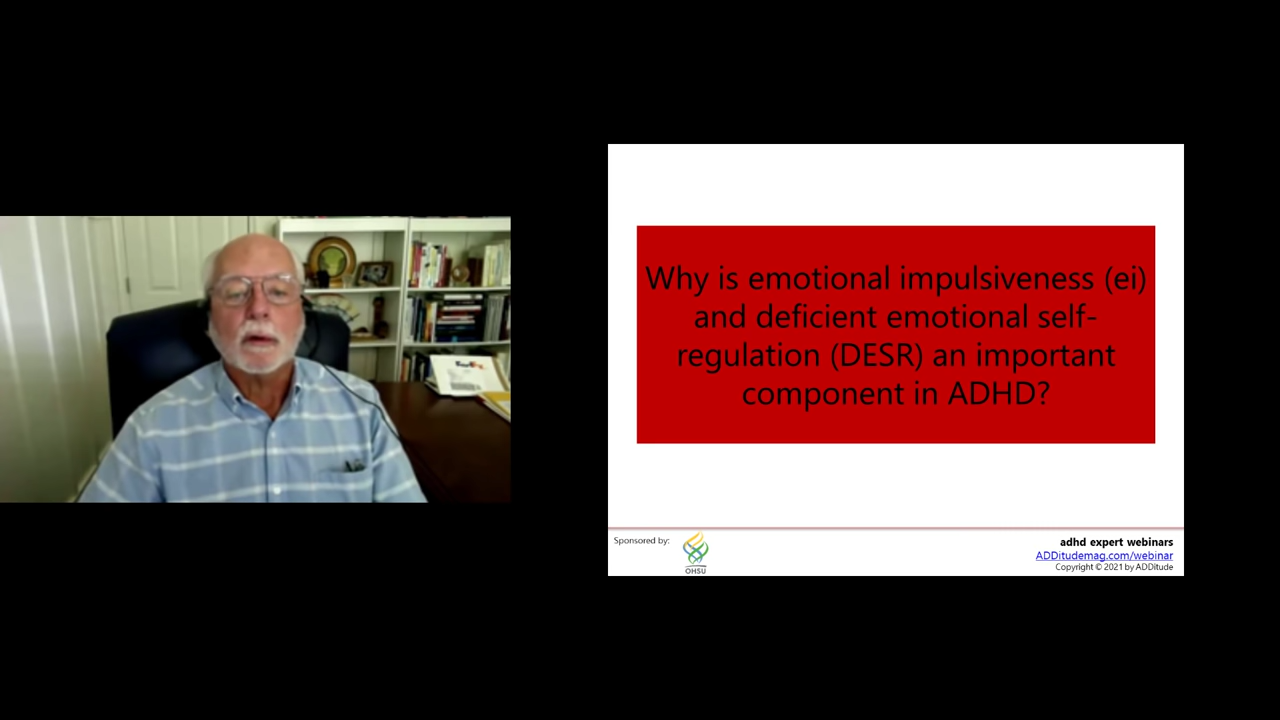 Why is emotional impulsiveness (ei)
and deficient emotional self-
regulation (DESR) an important
component in ADHD?
Sponsored by:
OHSU
adhd expert webinars
ADDitudemag.com/webinar
Copyright © 2021 by ADDitude